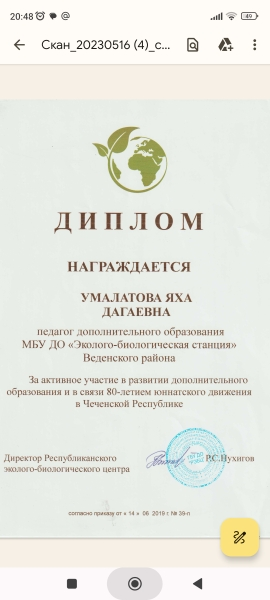 20:48
49
Скан_20230516 (4)_с...
ДИПЛОМ
НАГРАЖДАЕТСЯ
УМАЛАТОВА ЯХА
ДАГАЕВНА
педагог дополнительного образования
МБУ ДО «Эколого-биологическая станция»
Веденского района
За активное участие в развитии дополнительного
образования и в связи 80-летием юннатского движения
в Чеченской Республике
Директор Республиканского
эколого-биологического центра
Р.С.Нухигов
согласно приказу от « 14 » 06 2019 г. № 39-п